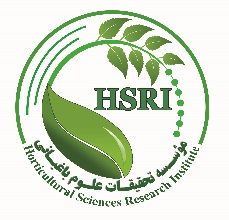 HSRI
مؤسسه تحقیقات علوم باغبانی
Horticultural Sciences Research Institute